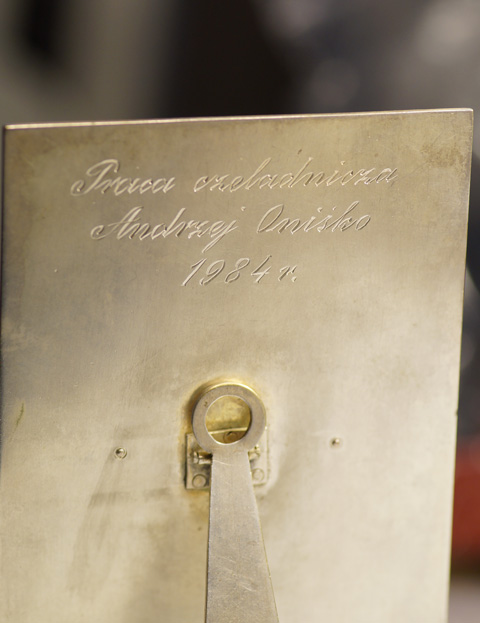 Praca czeladnicza
Andrzej Oniśko
1984 r.